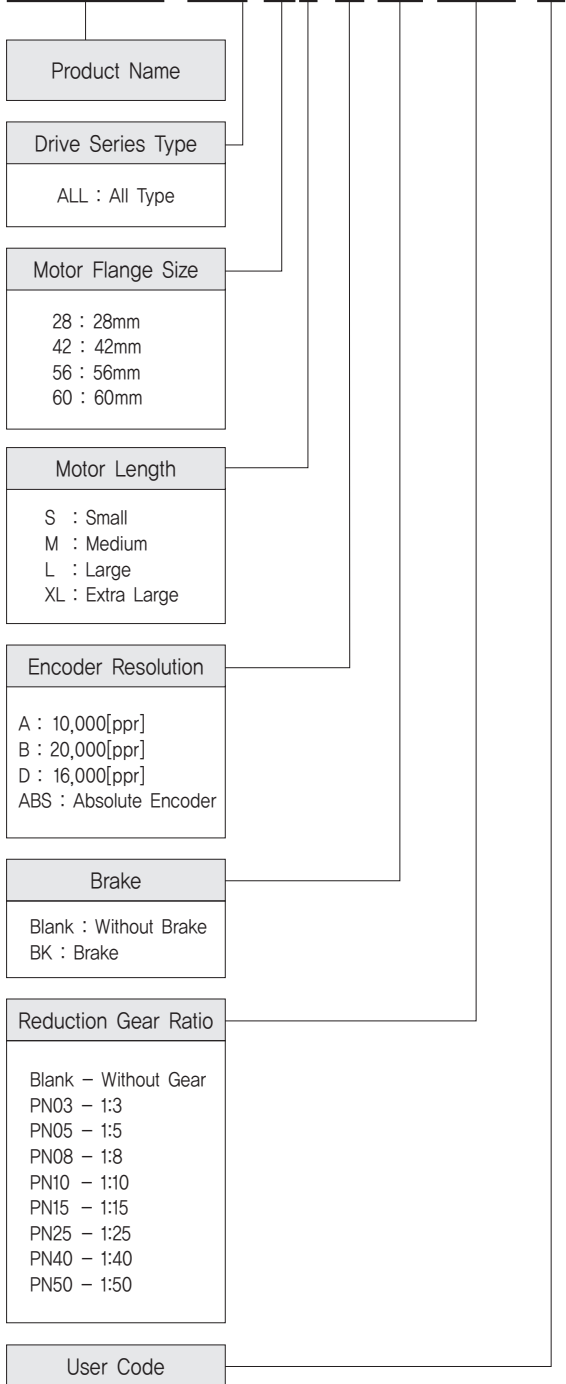 Product Name
Drive Series Type
ALL : All Type
Motor Flange Size
28 : 28mm
42 : 42mm
56 : 56mm
60 : 60mm
Motor Length
S : Small
M : Medium
L : Large
XL : Extra Large
Encoder Resolution
A : 10,000[ppr]
B : 20,000[ppr]
D : 16,000[ppr]
ABS : Absolute Encoder
Brake
Blank : Without Brake
BK : Brake
Reduction Gear Ratio
Blank – Without Gear
PN03 – 1:3
PN05 – 1:5
PN08 – 1:8
PN10 – 1:10
PN15 – 1:15
PN25 – 1:25
PN40 – 1:40
PN50 – 1:50
User Code